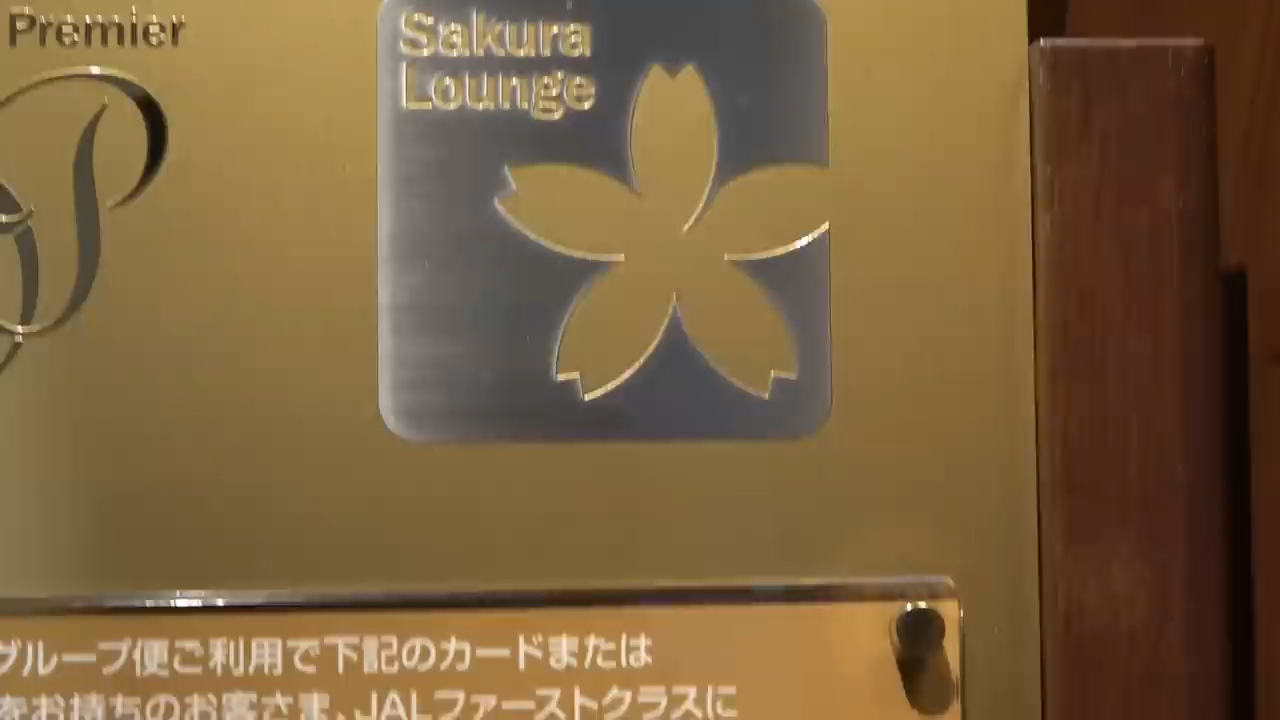 Premier
Sakura
Lounge
グループ便ご利用で下記のカードまたは
をお持ちのお客さま、JALファーストクラスに